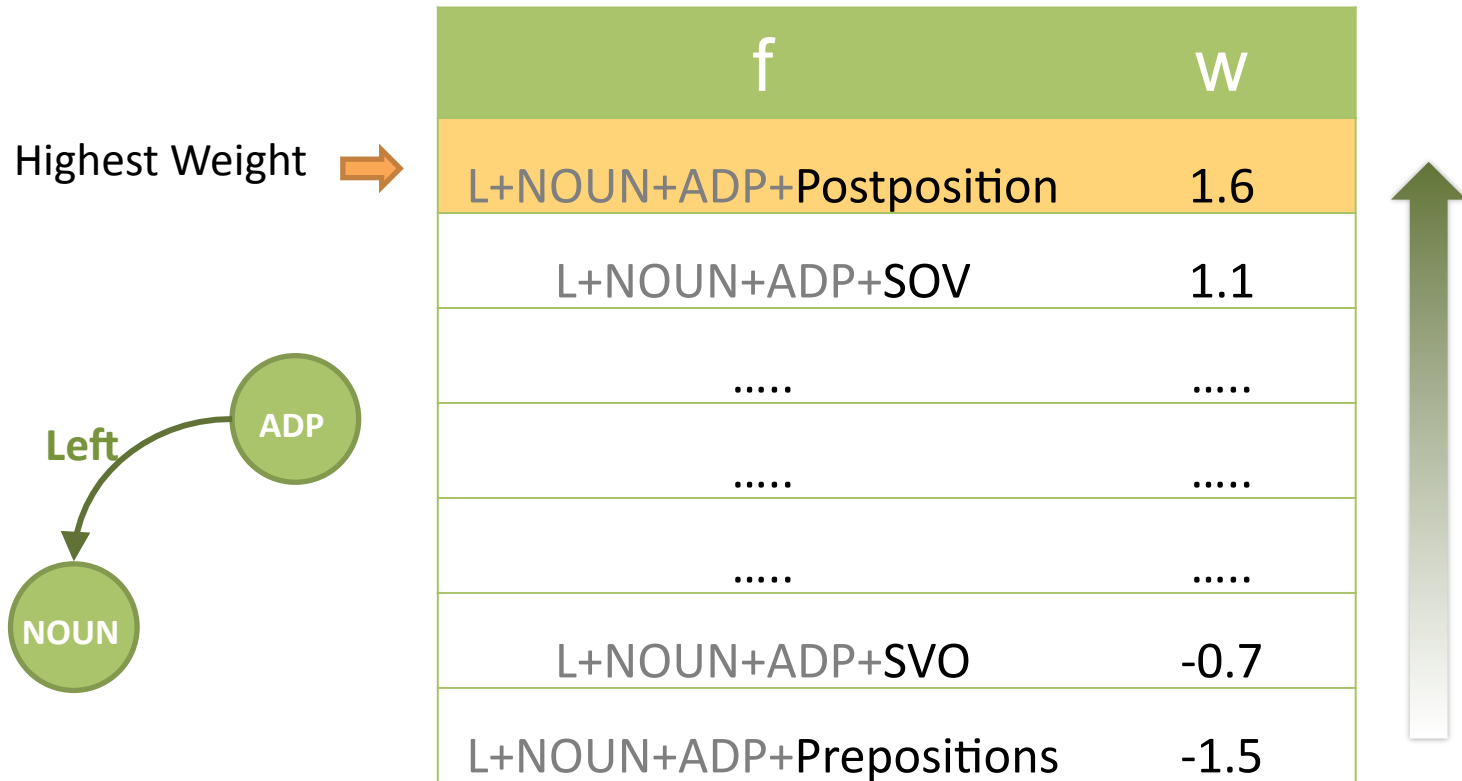 f w
Highest Weight
L+NOUN+ADP+Postposition 1.6
L+NOUN+ADP+SOV 1.1
..... .....
ADP
Left
..... .....
..... .....
NOUN
L+NOUN+ADP+SVO -0.7
L+NOUN+ADP+Prepositions -1.5